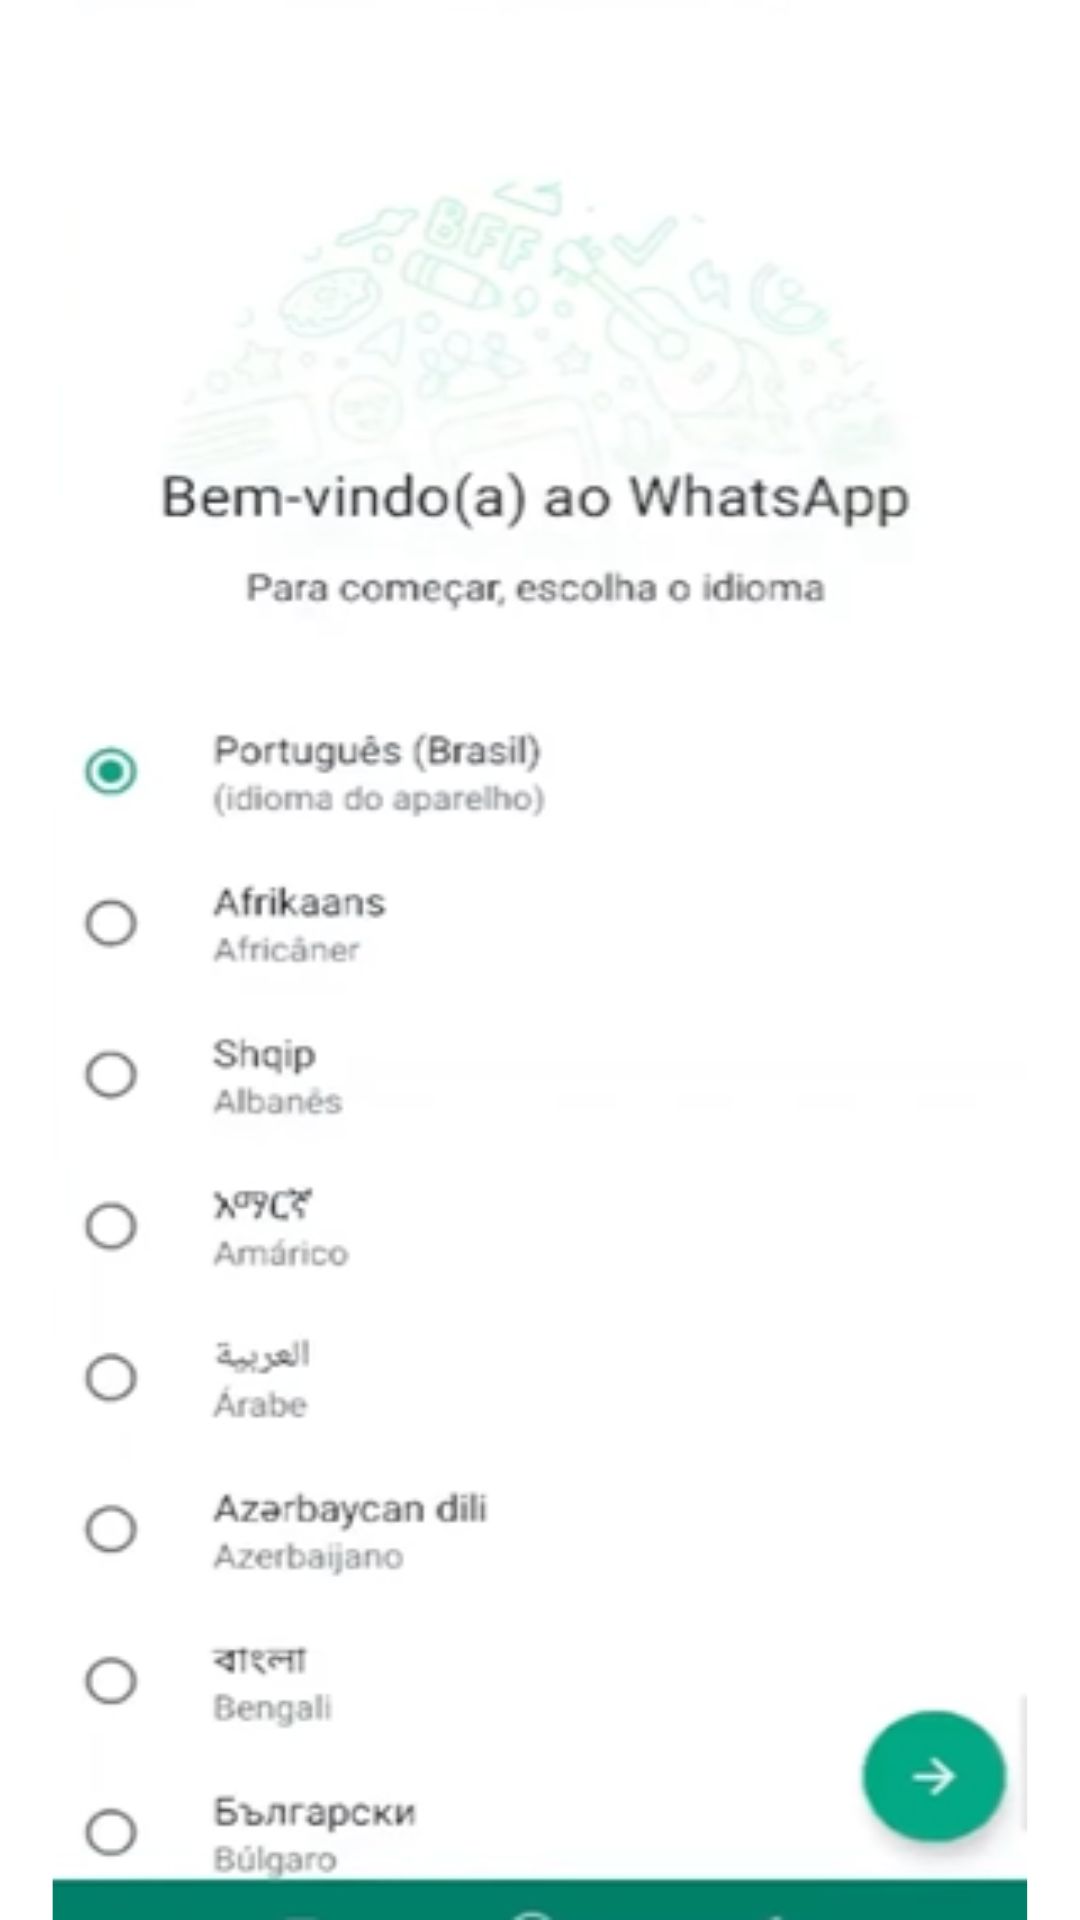 BFF
Bem-vindo(a) ao WhatsApp
Para começar, escolha o idioma
Português (Brasil)
(idioma do aparelho)
Afrikaans
Africâner
Shqip
Albanês
አማርኛ
Amárico
العربية
Árabe
Azərbaycan dili
Azerbaijano
বাংলা
Bengali
Български
Búlgaro